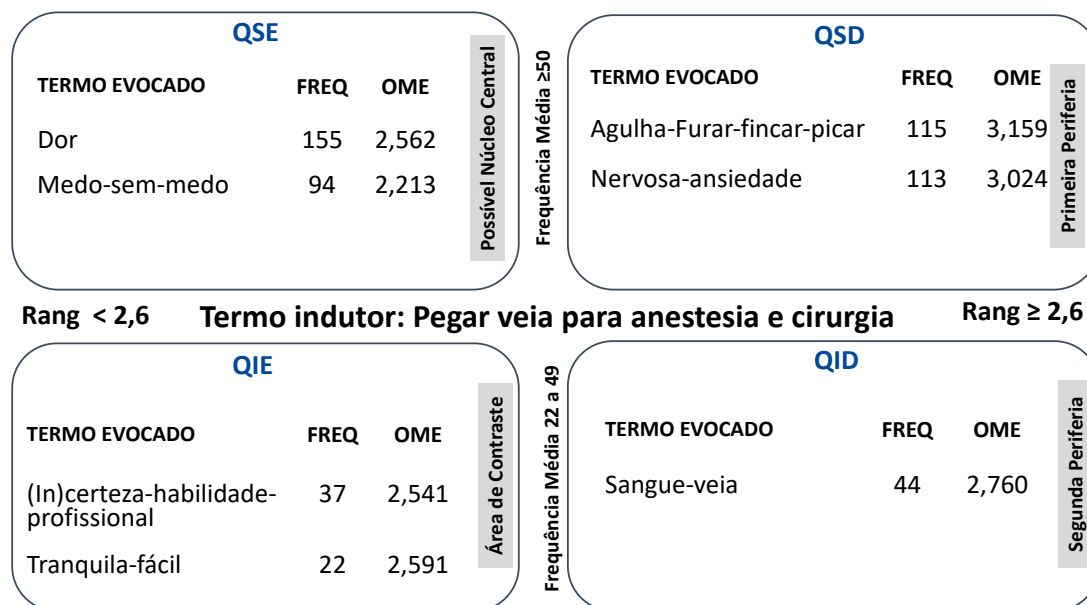 QSE
TERMO EVOCADO FREQ OME
Dor 155 2,562
Medo-sem-medo 94 2,213
Possível Núcleo Central
Frequência Média ≥50
QSD
TERMO EVOCADO FREQ OME
Agulha-Furar-fincar-picar 115 3,159
Nervosa-ansiedade 113 3,024
Primeira Periferia
Rang < 2,6 Termo indutor: Pegar veia para anestesia e cirurgia Rang ≥ 2,6
QIE
TERMO EVOCADO FREQ OME
(In)certeza-habilidade-
profissional 37 2,541
Tranquila-fácil 22 2,591
Área de Contraste
Frequência Média 22 a 49
QID
TERMO EVOCADO FREQ OME
Sangue-veia 44 2,760
Segunda Periferia